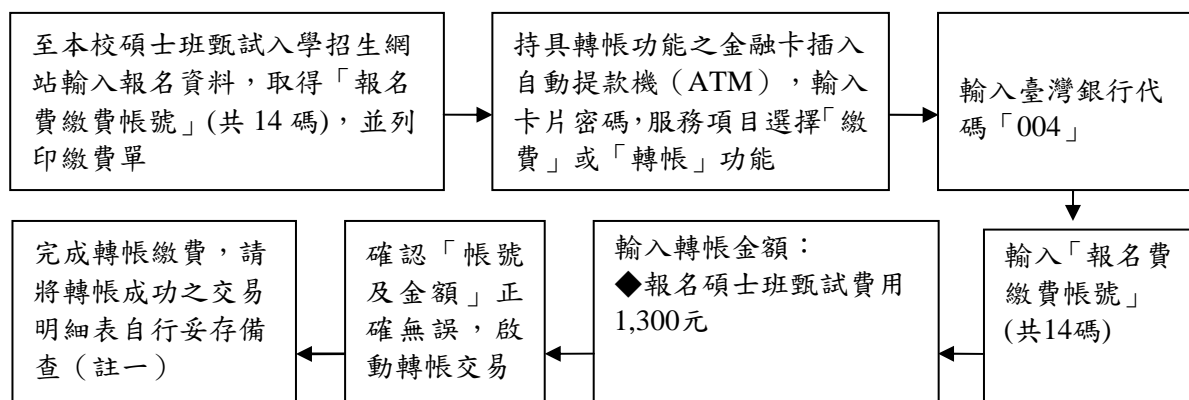 至本校碩士班甄試入學招生網
站輸入報名資料，取得「報名
費繳費帳號」(共 14 碼)，並列
印繳費單
持具轉帳功能之金融卡插入
自動提款機（ATM），輸入
卡片密碼，服務項目選擇「繳
費」或「轉帳」功能
輸入臺灣銀行代
碼「004」
輸入「報名費
繳費帳號」
(共14碼)
輸入轉帳金額：
◆報名碩士班甄試費用
1,300元
確認「帳號
及金額」正
確無誤，啟
動轉帳交易
完成轉帳繳費，請
將轉帳成功之交易
明細表自行妥存備
查（註一）